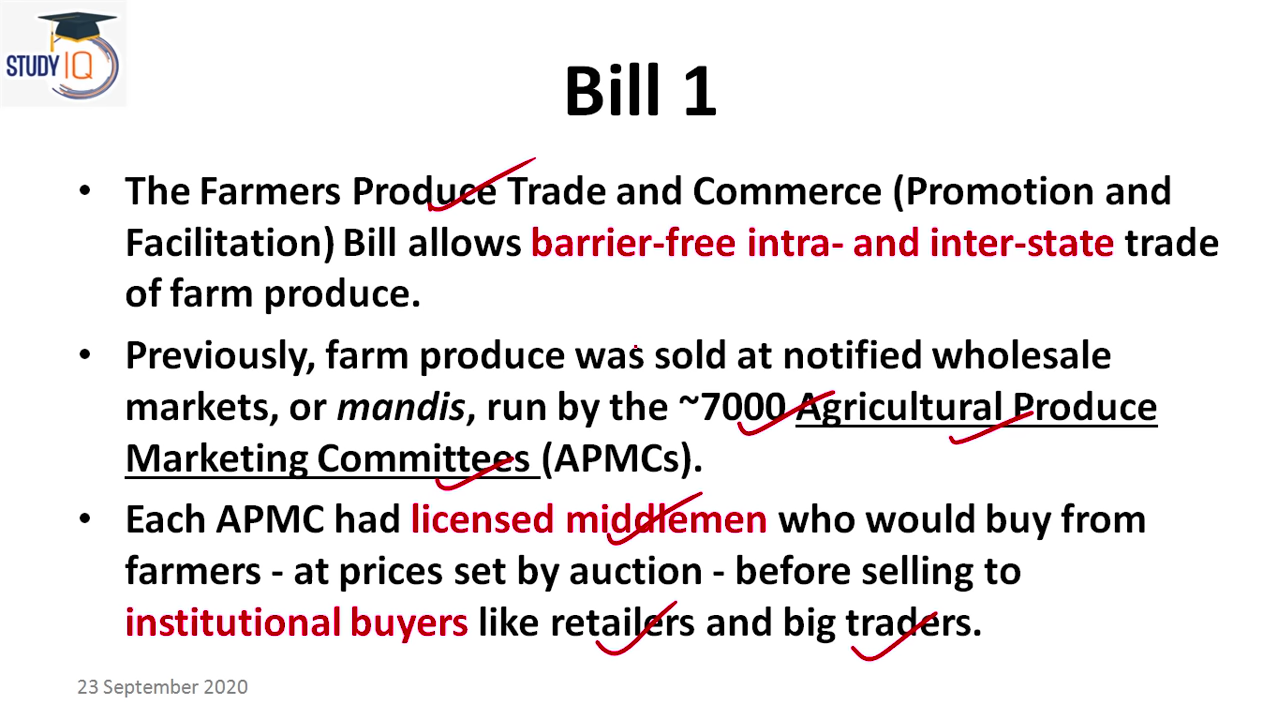 STUDY IQ
Bill 1
• The Farmers Produce Trade and Commerce (Promotion and
Facilitation) Bill allows barrier-free intra- and inter-state trade
of farm produce.
• Previously, farm produce was sold at notified wholesale
markets, or mandis, run by the ~7000 Agricultural Produce
Marketing Committees (APMCs).
• Each APMC had licensed middlemen who would buy from
farmers - at prices set by auction - before selling to
institutional buyers like retailers and big traders.
23 September 2020